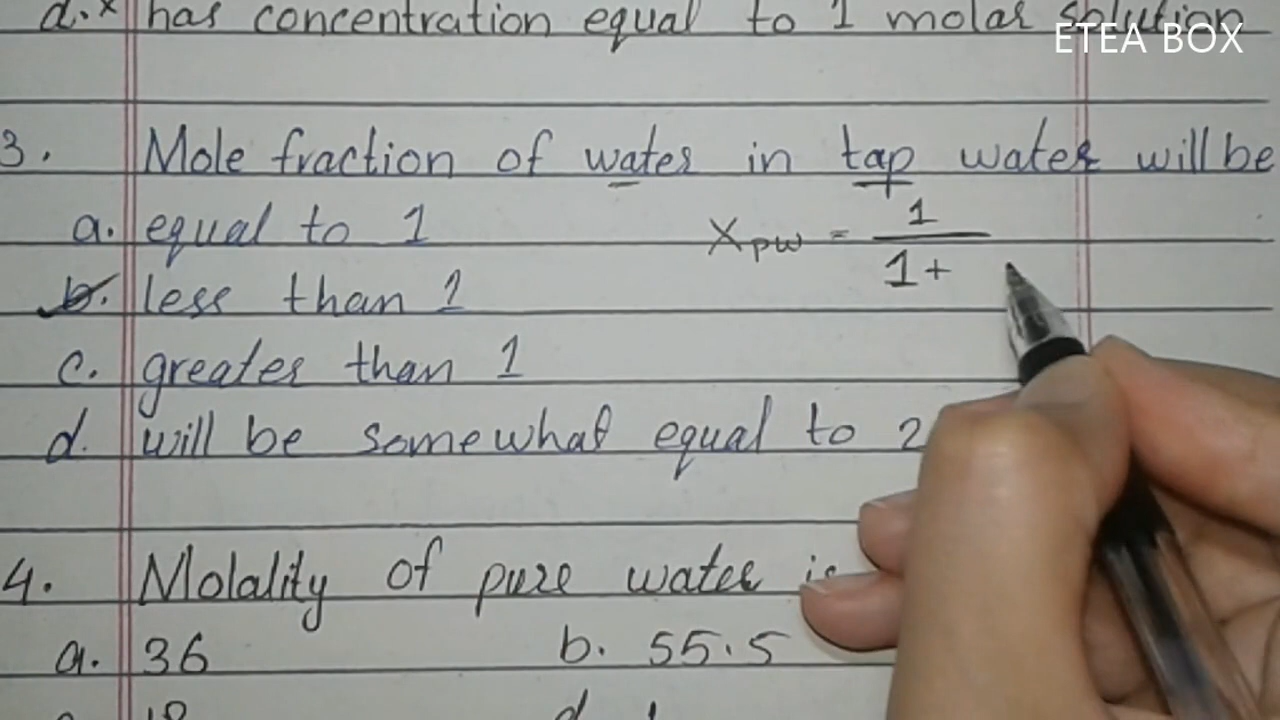 d.x has concentration equal to 1 molar solution
ETEA BOX
3. Mole fraction of water in tap water will be
a. equal to 1
Xpw = 1
1+
b. less than 1
c. greater than 1
d. will be somewhat equal to 2
4. Molality of pure water is
a. 36 b. 55.5
18 d. 1